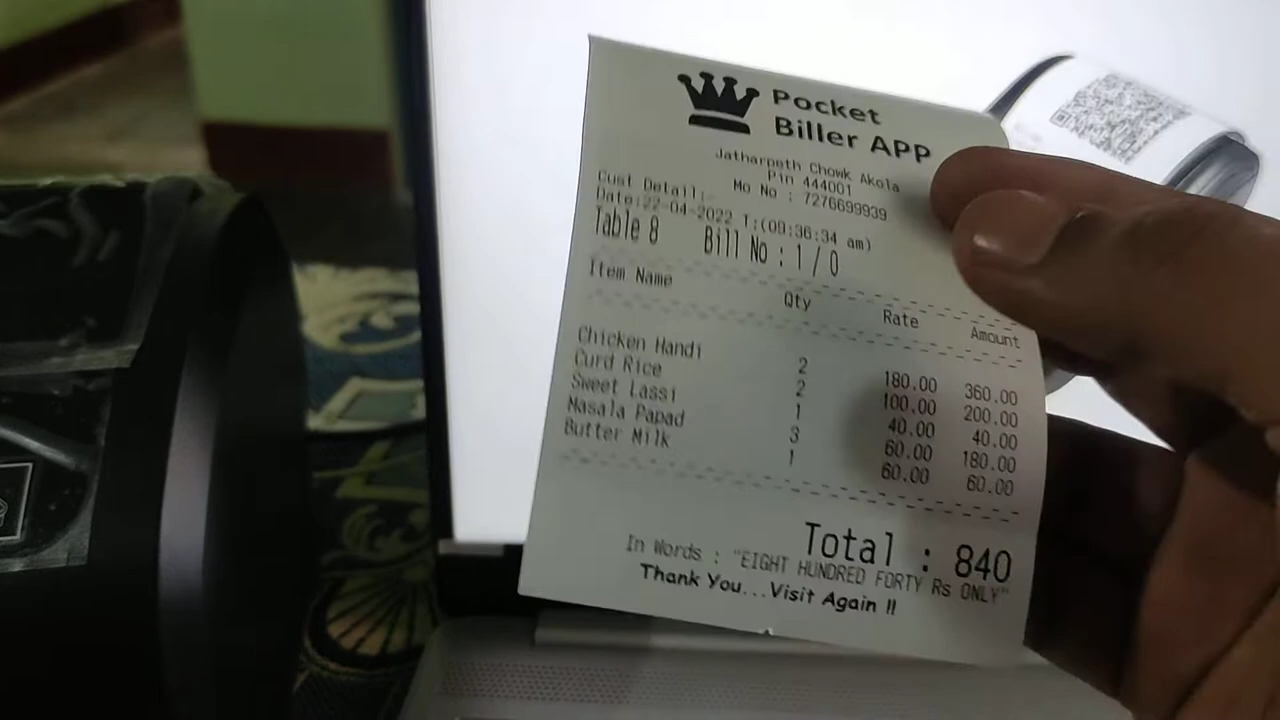 Pocket
Biller APP
Jatharpeth Chowk Akola
Pin 444001
Mo No : 7276699939
Cust Detail:-
Date:22-04-2022 T:(09:36:34 am)
Table 8 Bill No : 1 / 0
Item Name Qty Rate Amount
Chicken Handi 2 180.00 360.00
Curd Rice 2 100.00 200.00
Sweet Lassi 1 40.00 40.00
Masala Papad 3 60.00 180.00
Butter Milk 1 60.00 60.00
Total : 840
In Words : "EIGHT HUNDRED FORTY Rs ONLY"
Thank You...Visit Again !!